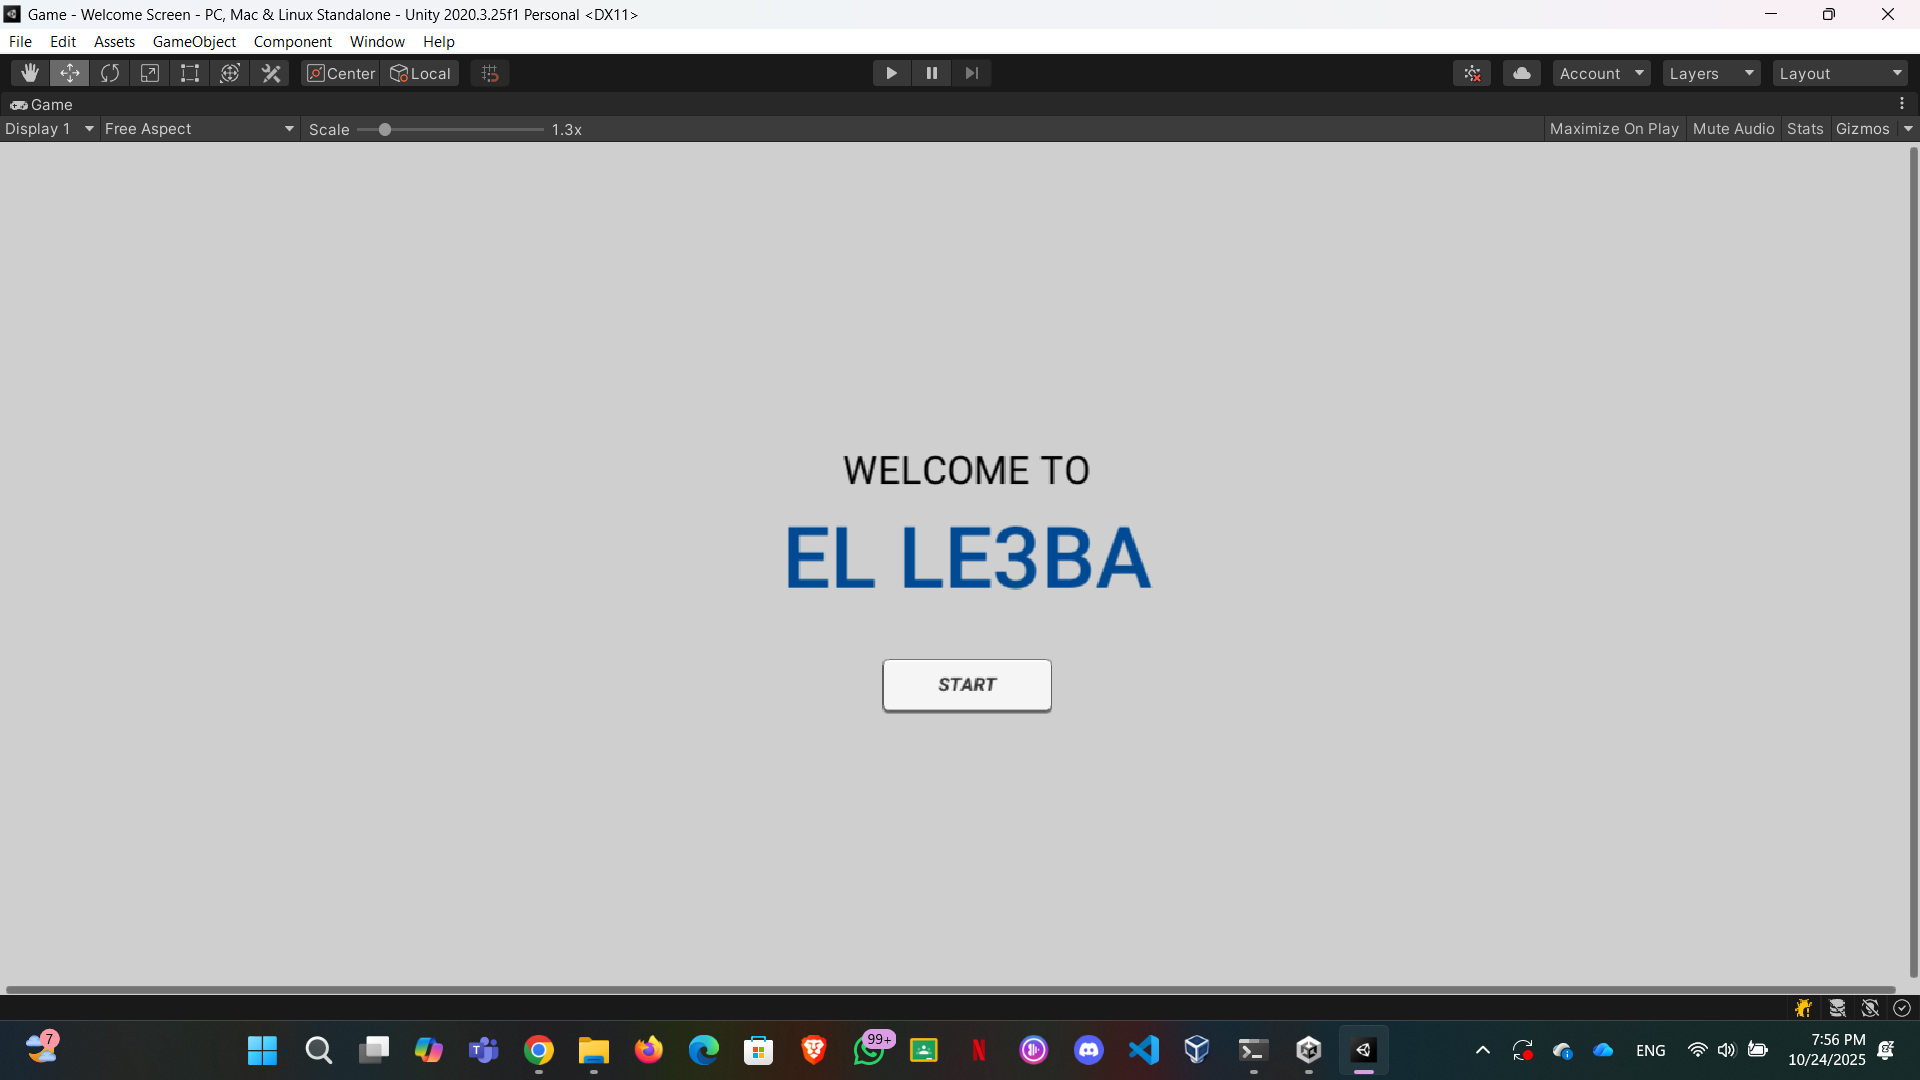 Game - Welcome Screen - PC, Mac & Linux Standalone - Unity 2020.3.25f1 Personal <DX11>
File Edit Assets GameObject Component Window Help
Center Local Account Layers Layout
Game
Display 1 Free Aspect Scale 1.3x Maximize On Play Mute Audio Stats Gizmos
WELCOME TO
EL LE3BA
START
7 99+ N ENG 7:56 PM
10/24/2025